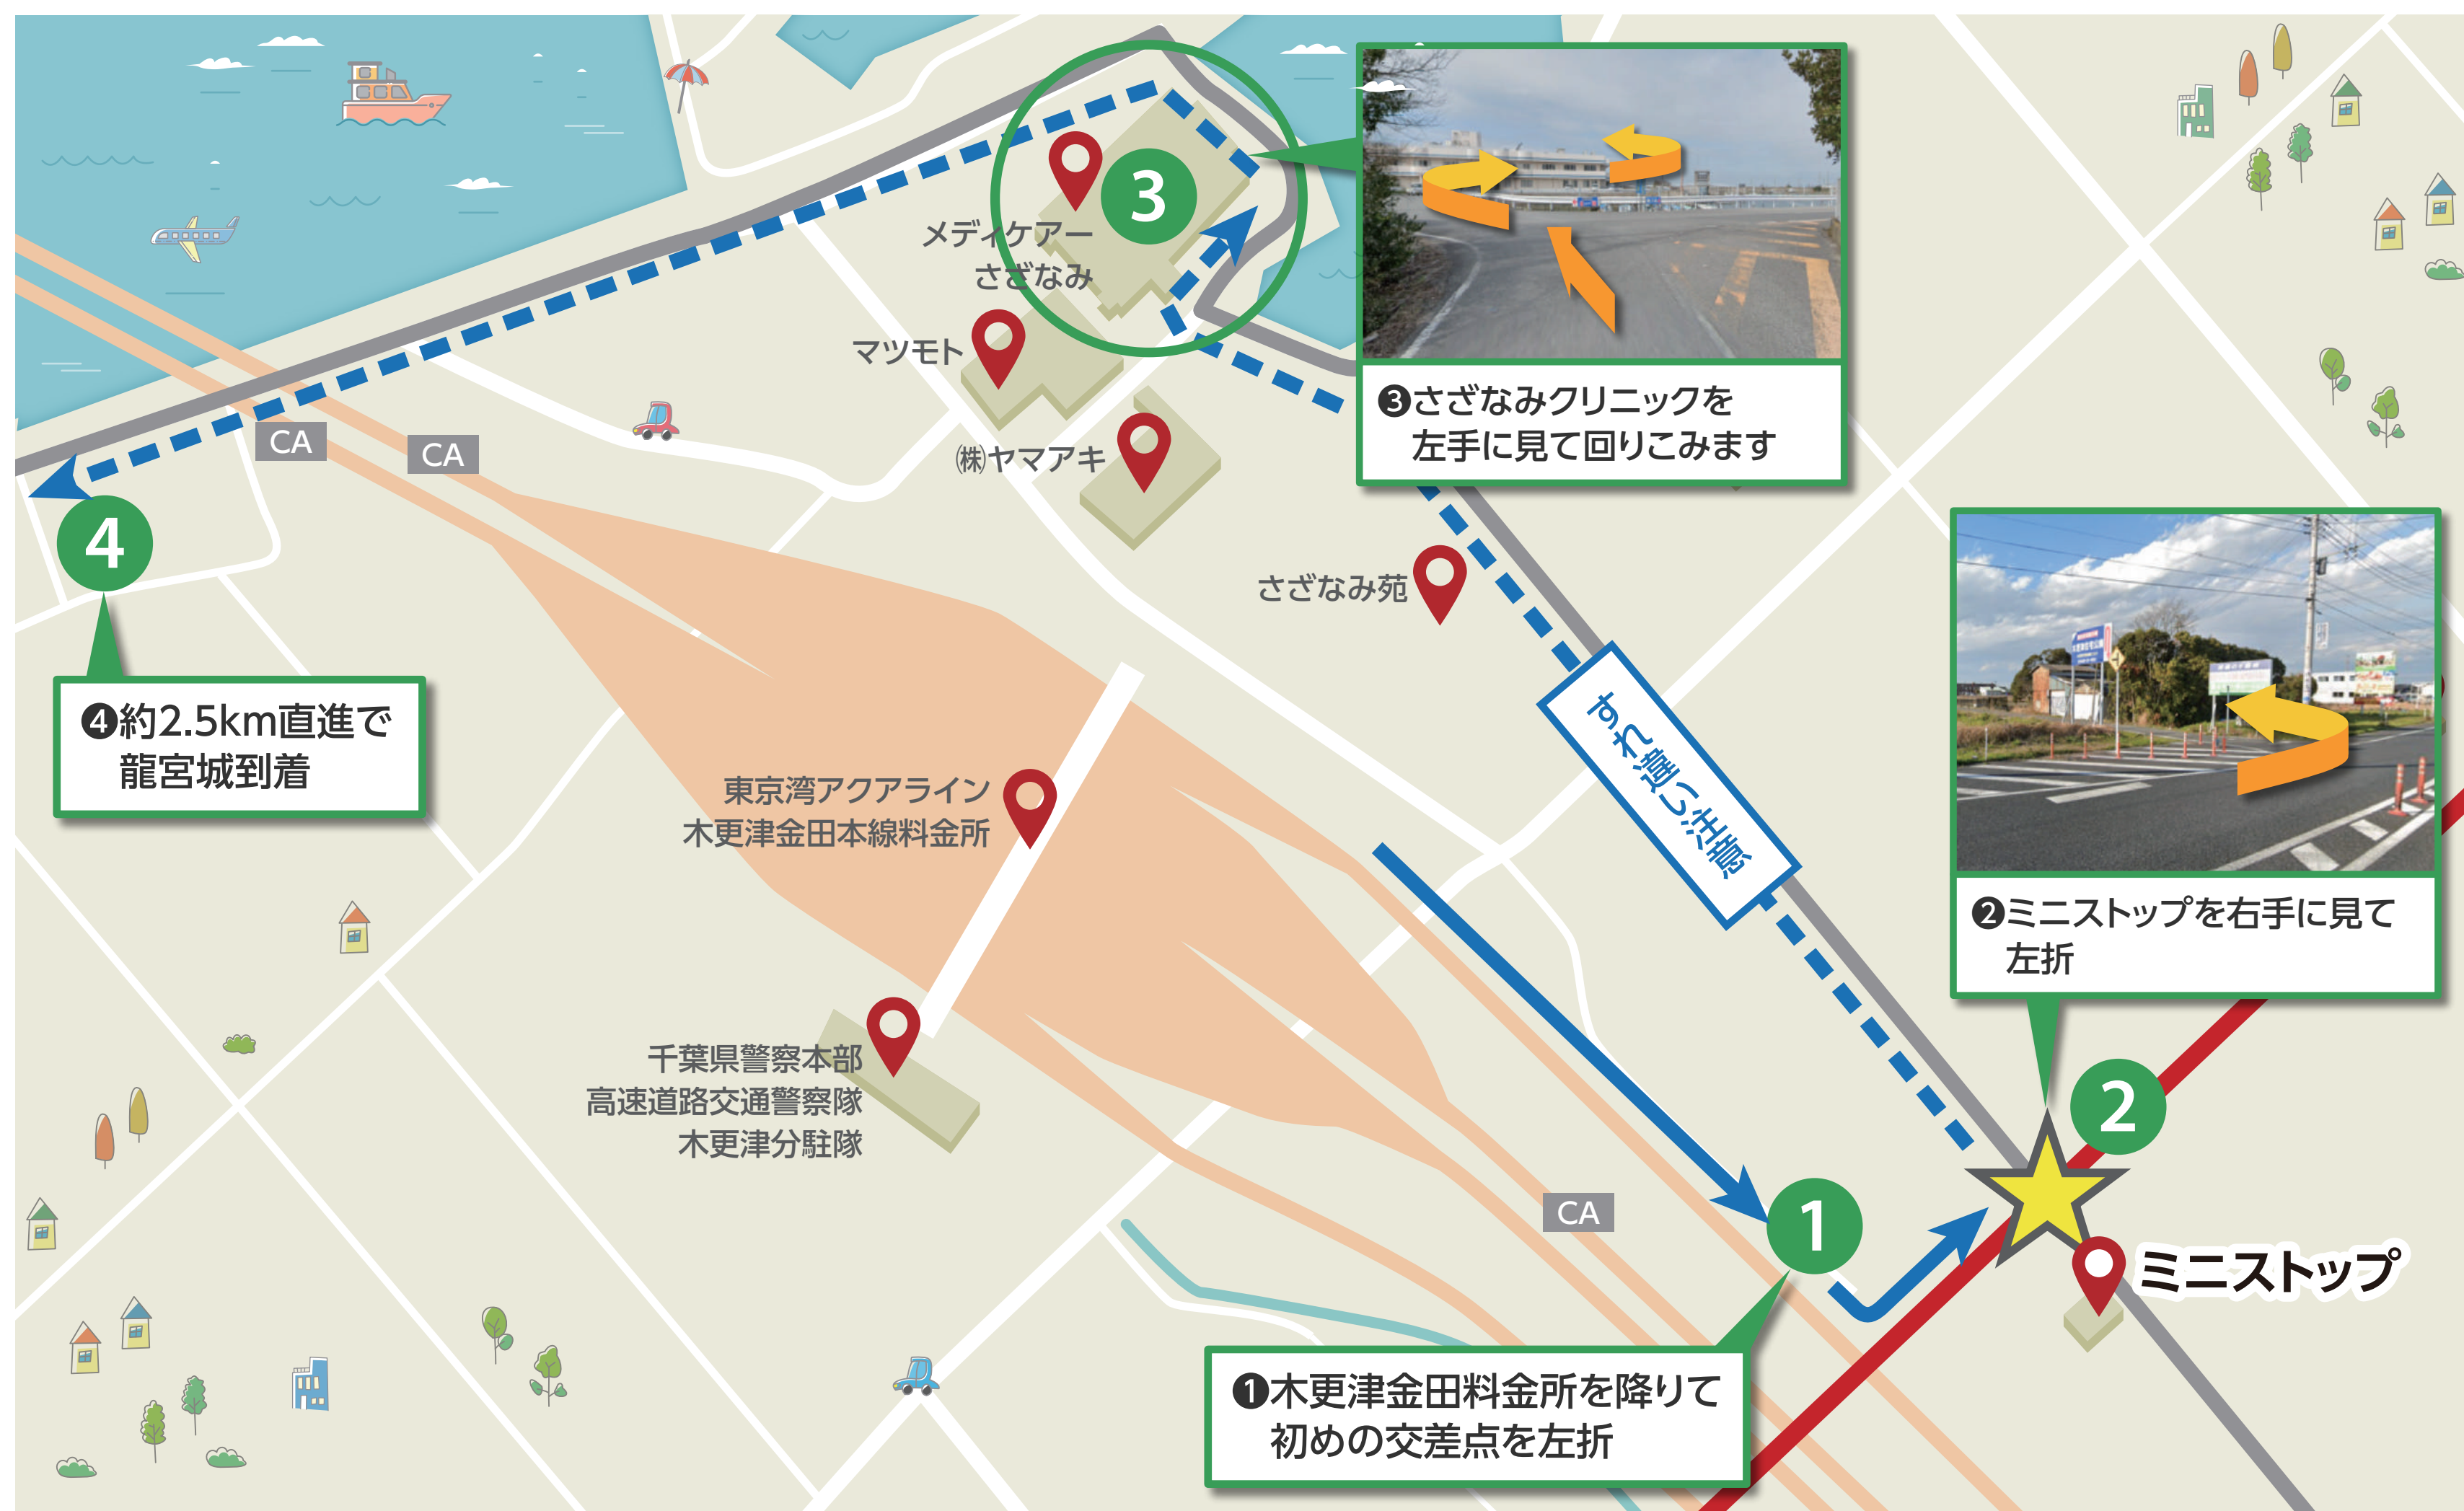 メディケアー
さざなみ
3
マツモト
㈱ヤマアキ
❸さざなみクリニックを
左手に見て回りこみます
CA
CA
4
❹約2.5km直進で
龍宮城到着
さざなみ苑
すれ違い注意
東京湾アクアライン
木更津金田本線料金所
❷ミニストップを右手に見て
左折
千葉県警察本部
高速道路交通警察隊
木更津分駐隊
2
CA
1
ミニストップ
❶木更津金田料金所を降りて
初めの交差点を左折